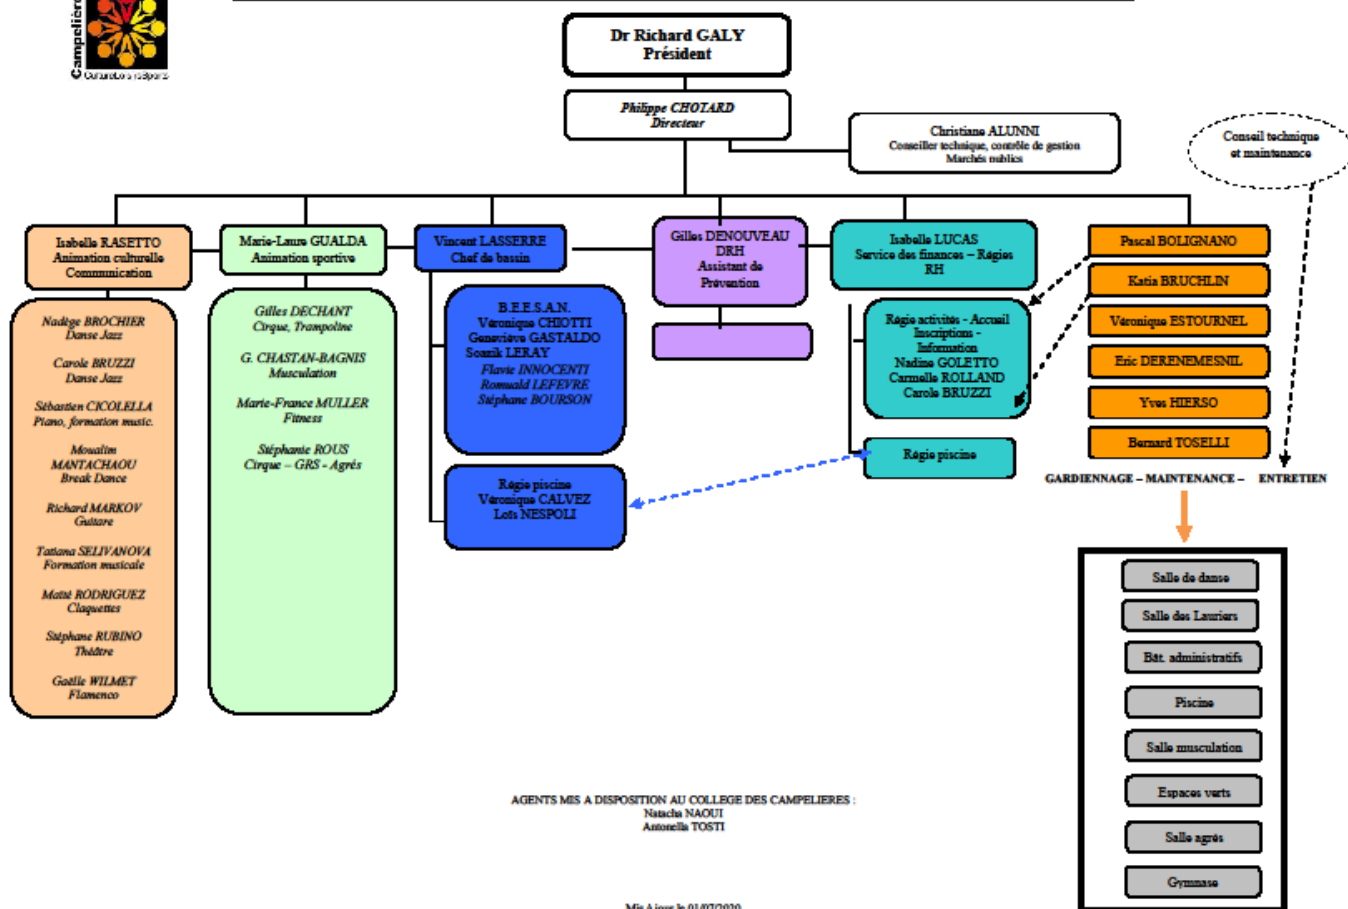 Campelière
CultureLoisirsSports
Dr Richard GALY
Président
Philippe CHOTARD
Directeur
Christiane ALUNNI
Conseiller technique, contrôle de gestion
Marchés publics
Conseil technique
et maintenance
Isabelle RASETTO
Animation culturelle
Communication
Marie-Laure GUALDA
Animation sportive
Vincent LASSERRE
Chef de bassin
Gilles DENOUVEAU
DRH
Assistant de
Prévention
Isabelle LUCAS
Service des finances – Régies
RH
Pascal BOLIGNANO
Katia BRUCHLIN
Véronique ESTOURNEL
Eric DERENEMESNIL
Yves HIERSO
Bernard TOSELLI
GARDIENNAGE – MAINTENANCE – ENTRETIEN
Nadège BROCHIER
Danse Jazz
Carole BRUZZI
Danse Jazz
Sébastien CICOLELLA
Piano, formation music.
Moualim
MANTACHAOU
Break Dance
Richard MARKOV
Guitare
Tatiana SELIVANOVA
Formation musicale
Maïté RODRIGUEZ
Claquettes
Stéphane RUBINO
Théâtre
Gaëlle WILMET
Flamenco
Gilles DECHANT
Cirque, Trampoline
G. CHASTAN-BAGNIS
Musculation
Marie-France MULLER
Fitness
Stéphanie ROUS
Cirque – GRS - Agrès
B.E.E.S.A.N.
Véronique CHIOTTI
Geneviève GASTALDO
Soazik LERAY
Flavie INNOCENTI
Romuald LEFEVRE
Stéphane BOURSON
Régie piscine
Véronique CALVEZ
Loïs NESPOLI
Régie activités - Accueil
Inscriptions -
Information
Nadine GOLETTO
Carmelle ROLLAND
Carole BRUZZI
Régie piscine
Salle de danse
Salle des Lauriers
Bât. administratifs
Piscine
Salle musculation
Espaces verts
Salle agrès
Gymnase
AGENTS MIS A DISPOSITION AU COLLEGE DES CAMPELIERES :
Natacha NAOUI
Antonella TOSTI
Mis A jour le 01/07/2020